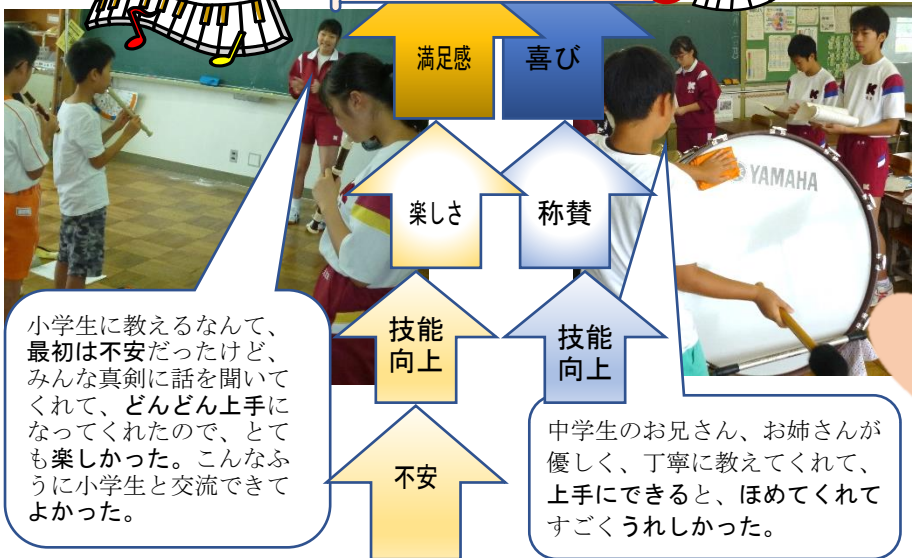 満足感
喜び
YAMAHA
楽しさ
称賛
技能
向上
技能
向上
不安
小学生に教えるなんて、
最初は不安だったけど、
みんな真剣に話を聞いて
くれて、どんどん上手に
なってくれたので、とて
も楽しかった。こんなふ
うに小学生と交流できて
よかった。
中学生のお兄さん、お姉さんが
優しく、丁寧に教えてくれて、
上手にできると、ほめてくれて
すごくうれしかった。